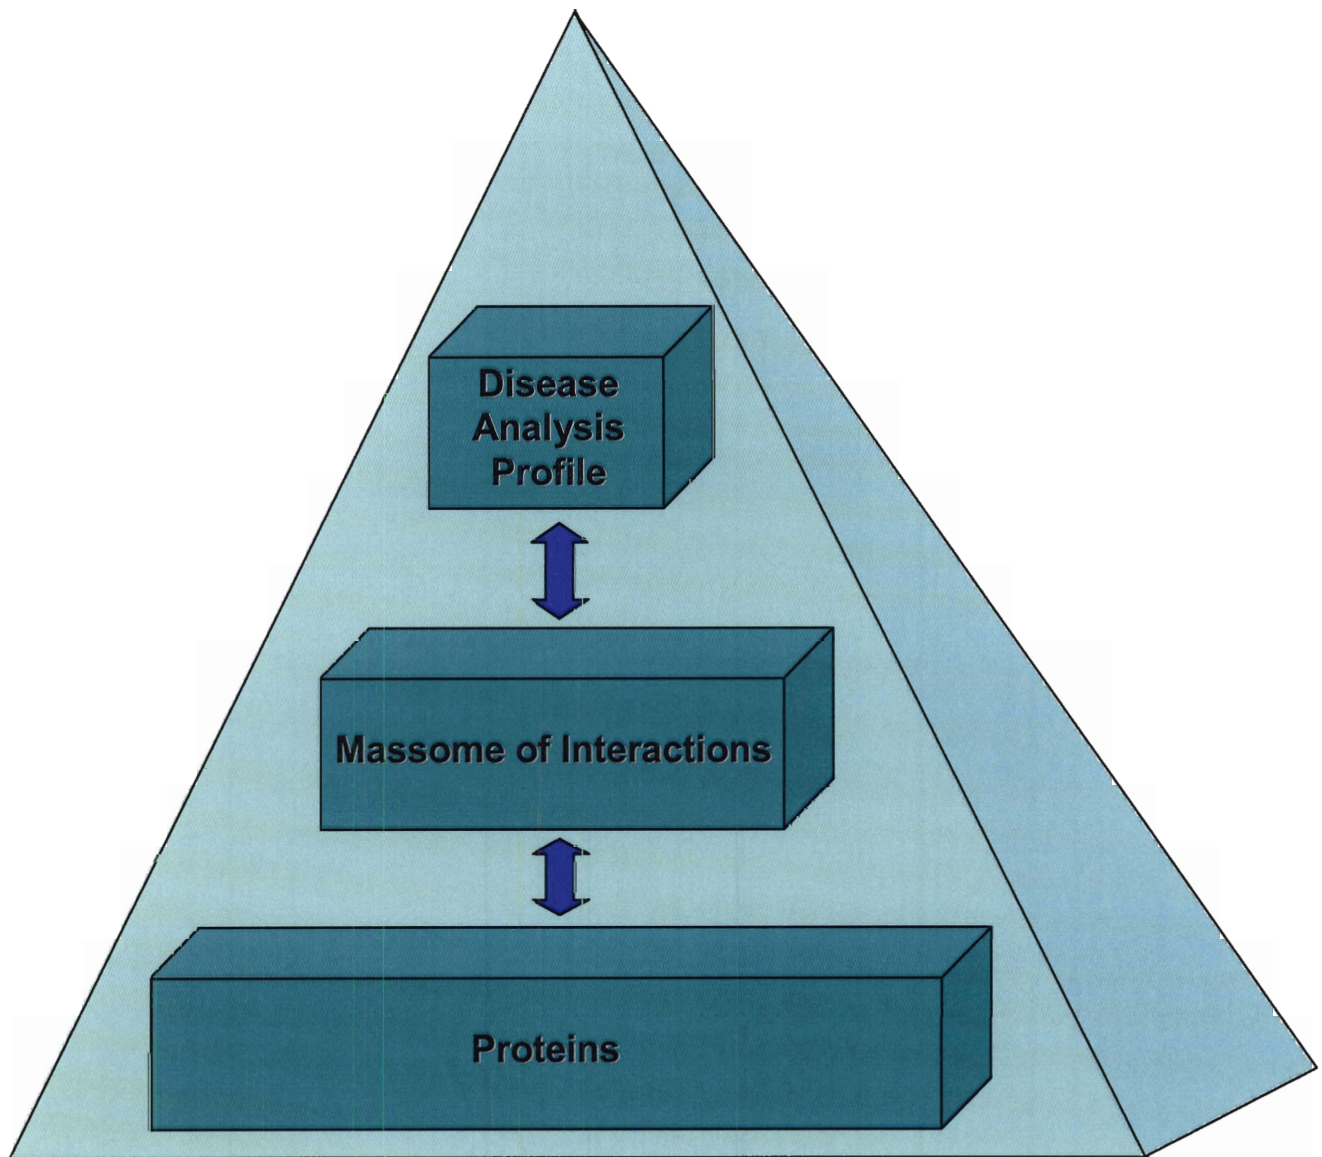 Disease
Analysis
Profile
Massome of Interactions
Proteins